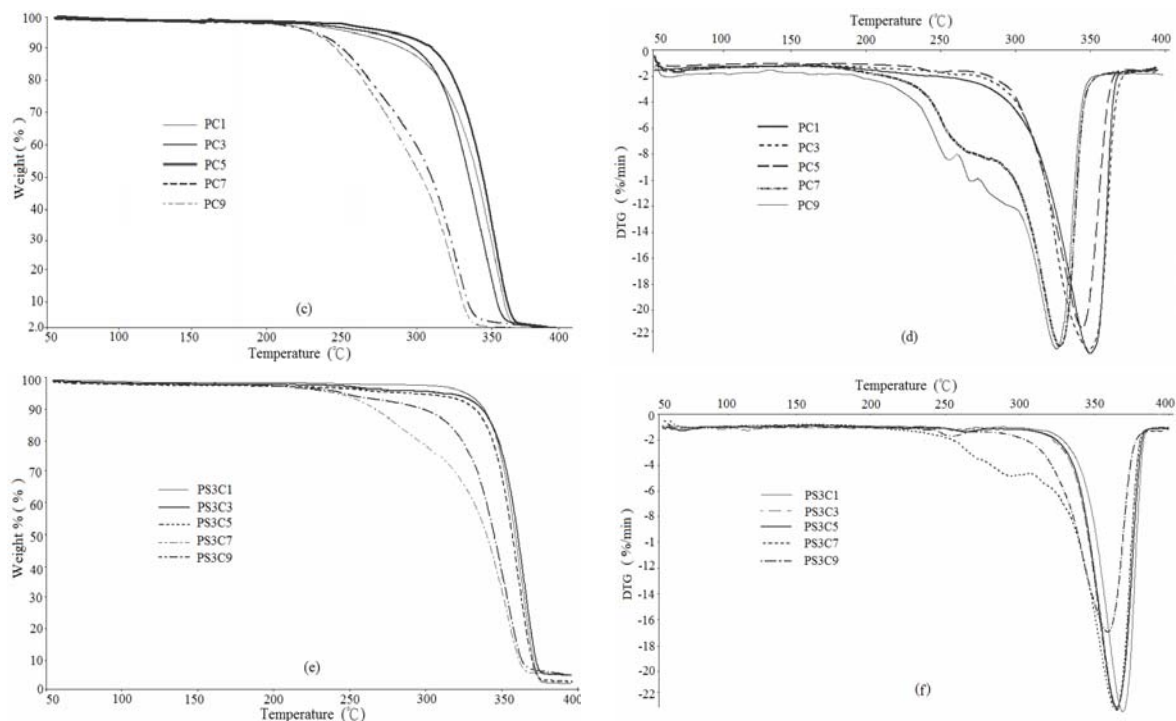 100
90
80
70
60
50
40
30
20
10
2.0
Weight ( % )
PC1
PC3
PC5
PC7
PC9
(c)
50 100 150 200 250 300 350 400
Temperature (℃)
Temperature (℃)
50 100 150 200 250 300 350 400
0
-2
-4
-6
-8
-9
-12
-14
-16
-18
-20
-22
DTG ( %/min)
PC1
PC3
PC5
PC7
PC9
(d)
100
90
80
70
60
50
40
30
20
10
0
Weight % ( % )
PS3C1
PS3C3
PS3C5
PS3C7
PS3C9
(e)
50 100 150 200 250 300 350 400
Temperature (℃)
Temperature (℃)
50 100 150 200 250 300 350 400
0
-2
-4
-6
-8
-9
-12
-14
-16
-18
-20
-22
DTG ( %/min)
PS3C1
PS3C3
PS3C5
PS3C7
PS3C9
(f)